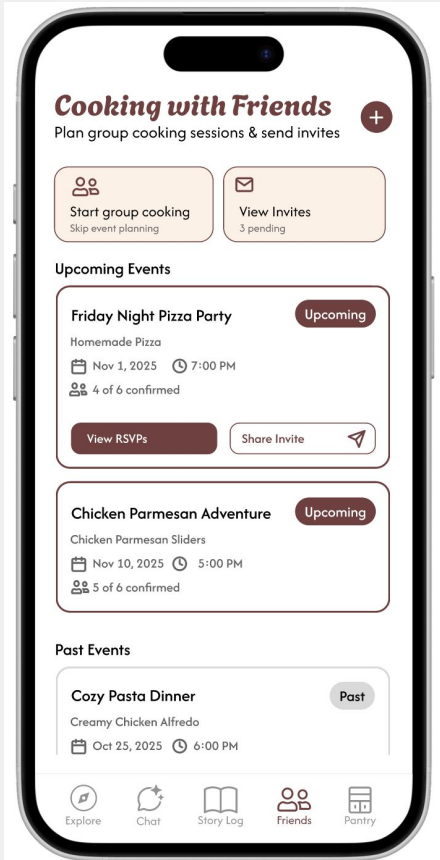 Cooking with Friends
Plan group cooking sessions & send invites
Start group cooking
Skip event planning
View Invites
3 pending
Upcoming Events
Friday Night Pizza Party
Upcoming
Homemade Pizza
Nov 1, 2025 7:00 PM
4 of 6 confirmed
View RSVPs
Share Invite
Chicken Parmesan Adventure
Upcoming
Chicken Parmesan Sliders
Nov 10, 2025 5:00 PM
5 of 6 confirmed
Past Events
Cozy Pasta Dinner
Past
Creamy Chicken Alfredo
Oct 25, 2025 6:00 PM
Explore
Chat
Story Log
Friends
Pantry